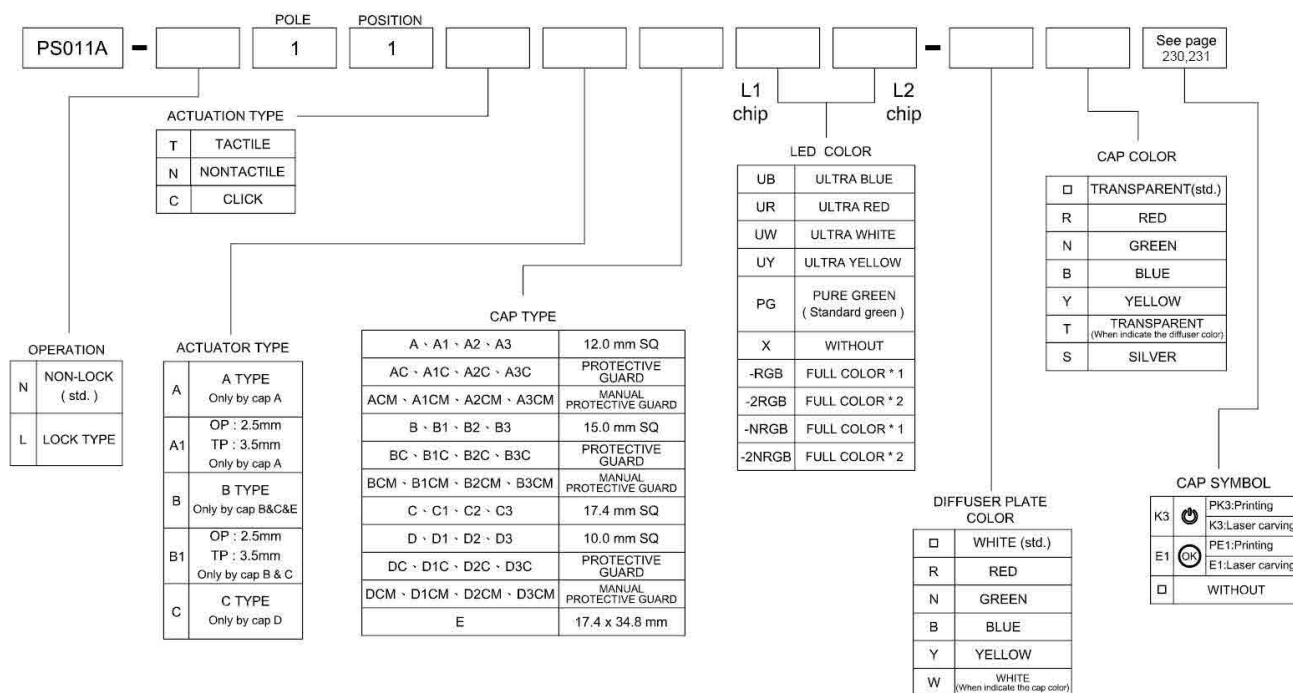 POLE POSITION
PS011A - 1 1 - See page
230,231
L1
chip
L2
chip
ACTUATION TYPE
T TACTILE
N NONTACTILE
C CLICK
LED COLOR
UB ULTRA BLUE
UR ULTRA RED
UW ULTRA WHITE
UY ULTRA YELLOW
PG PURE GREEN
( Standard green )
X WITHOUT
-RGB FULL COLOR * 1
-2RGB FULL COLOR * 2
-NRGB FULL COLOR * 1
-2NRGB FULL COLOR * 2
CAP COLOR
□ TRANSPARENT(std.)
R RED
N GREEN
B BLUE
Y YELLOW
T TRANSPARENT
(When indicate the diffuser color)
S SILVER
OPERATION
N NON-LOCK
( std. )
L LOCK TYPE
ACTUATOR TYPE
A A TYPE
Only by cap A
A1 OP : 2.5mm
TP : 3.5mm
Only by cap A
B B TYPE
Only by cap B&C&E
B1 OP : 2.5mm
TP : 3.5mm
Only by cap B & C
C C TYPE
Only by cap D
CAP TYPE
A、A1、A2、A3 12.0 mm SQ
AC、A1C、A2C、A3C PROTECTIVE
GUARD
ACM、A1CM、A2CM、A3CM MANUAL
PROTECTIVE GUARD
B、B1、B2、B3 15.0 mm SQ
BC、B1C、B2C、B3C PROTECTIVE
GUARD
BCM、B1CM、B2CM、B3CM MANUAL
PROTECTIVE GUARD
C、C1、C2、C3 17.4 mm SQ
D、D1、D2、D3 10.0 mm SQ
DC、D1C、D2C、D3C PROTECTIVE
GUARD
DCM、D1CM、D2CM、D3CM MANUAL
PROTECTIVE GUARD
E 17.4 x 34.8 mm
DIFFUSER PLATE
COLOR
□ WHITE (std.)
R RED
N GREEN
B BLUE
Y YELLOW
W WHITE
(When indicate the cap color)
CAP SYMBOL
K3 PK3:Printing
K3:Laser carving
E1 OK PE1:Printing
E1:Laser carving
□ WITHOUT